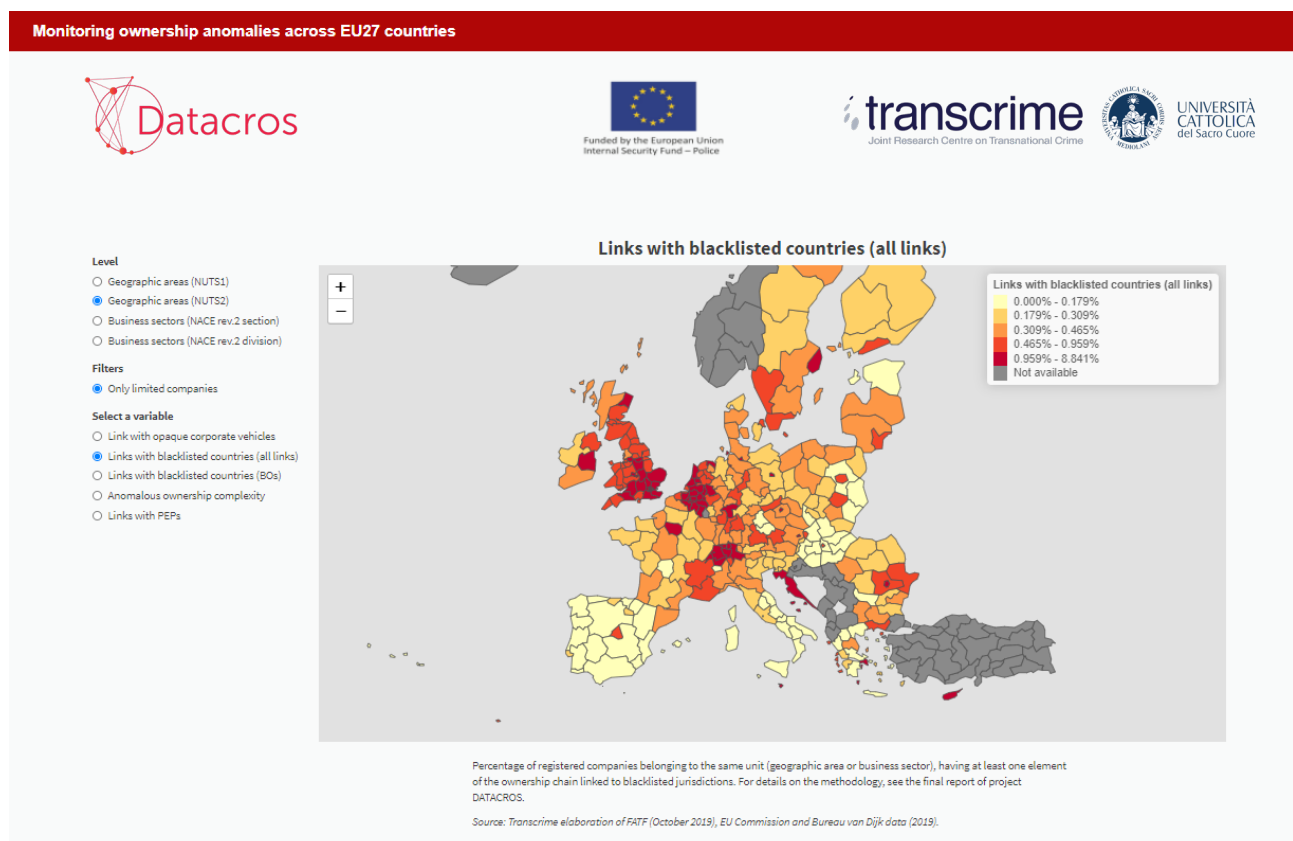 Monitoring ownership anomalies across EU27 countries
Datacros
Funded by the European Union
Internal Security Fund – Police
transcrime
Joint Research Centre on Transnational Crime
UNIVERSITÀ
CATTOLICA
del Sacro Cuore
Links with blacklisted countries (all links)
Level
Geographic areas (NUTS1)
Geographic areas (NUTS2)
Business sectors (NACE rev.2 section)
Business sectors (NACE rev.2 division)
Filters
Only limited companies
Select a variable
Link with opaque corporate vehicles
Links with blacklisted countries (all links)
Links with blacklisted countries (BOs)
Anomalous ownership complexity
Links with PEPs
+
−
Links with blacklisted countries (all links)
0.000% - 0.179%
0.179% - 0.309%
0.309% - 0.465%
0.465% - 0.959%
0.959% - 8.841%
Not available
Percentage of registered companies belonging to the same unit (geographic area or business sector), having at least one element
of the ownership chain linked to blacklisted jurisdictions. For details on the methodology, see the final report of project
DATACROS.
Source: Transcrime elaboration of FATF (October 2019), EU Commission and Bureau van Dijk data (2019).